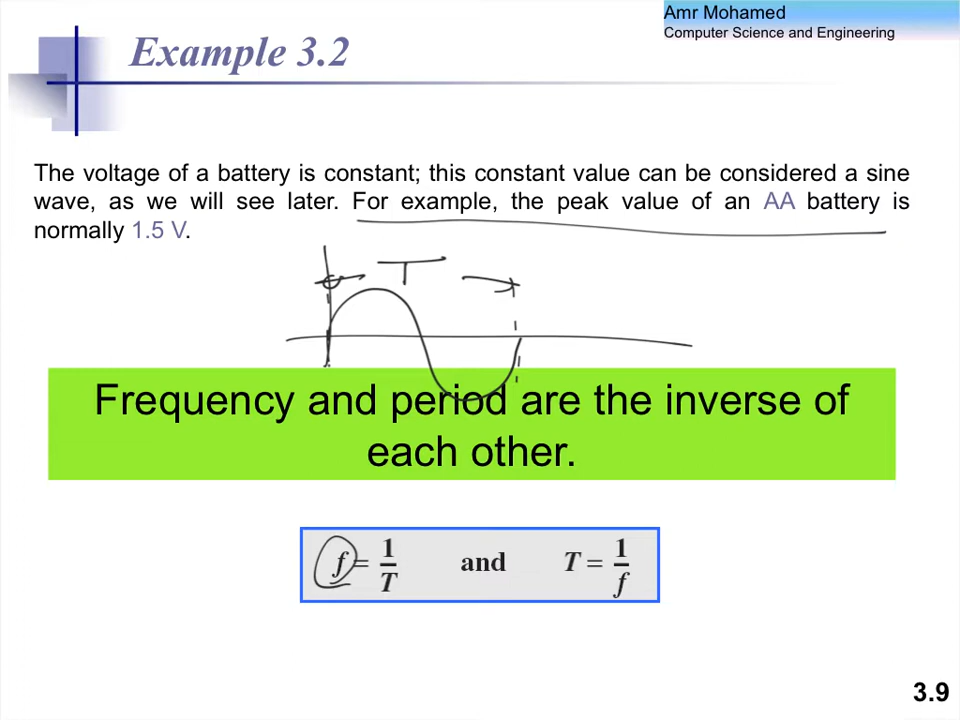 Amr Mohamed
Computer Science and Engineering
Example 3.2
The voltage of a battery is constant; this constant value can be considered a sine
wave, as we will see later. For example, the peak value of an AA battery is
normally 1.5 V.
T
Frequency and period are the inverse of
each other.
f = 1/T and T = 1/f
3.9